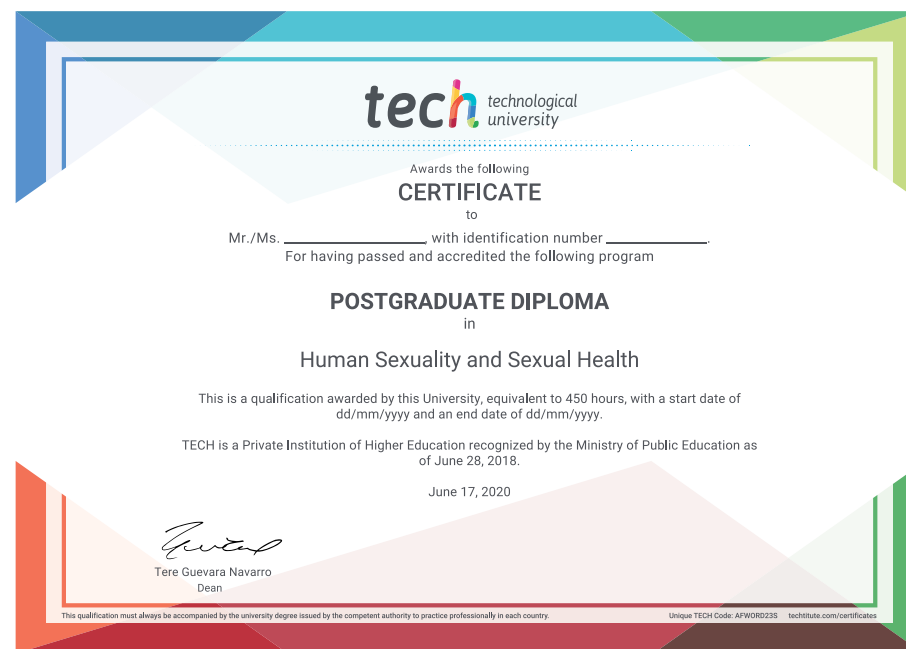 tech technological
university
Awards the following
CERTIFICATE
to
Mr./Ms. ____________________, with identification number ______________.
For having passed and accredited the following program
POSTGRADUATE DIPLOMA
in
Human Sexuality and Sexual Health
This is a qualification awarded by this University, equivalent to 450 hours, with a start date of
dd/mm/yyyy and an end date of dd/mm/yyyy.
TECH is a Private Institution of Higher Education recognized by the Ministry of Public Education as
of June 28, 2018.
June 17, 2020
Tere Guevara Navarro
Dean
This qualification must always be accompanied by the university degree issued by the competent authority to practice professionally in each country. Unique TECH Code: AFWORD23S techtitute.com/certificates